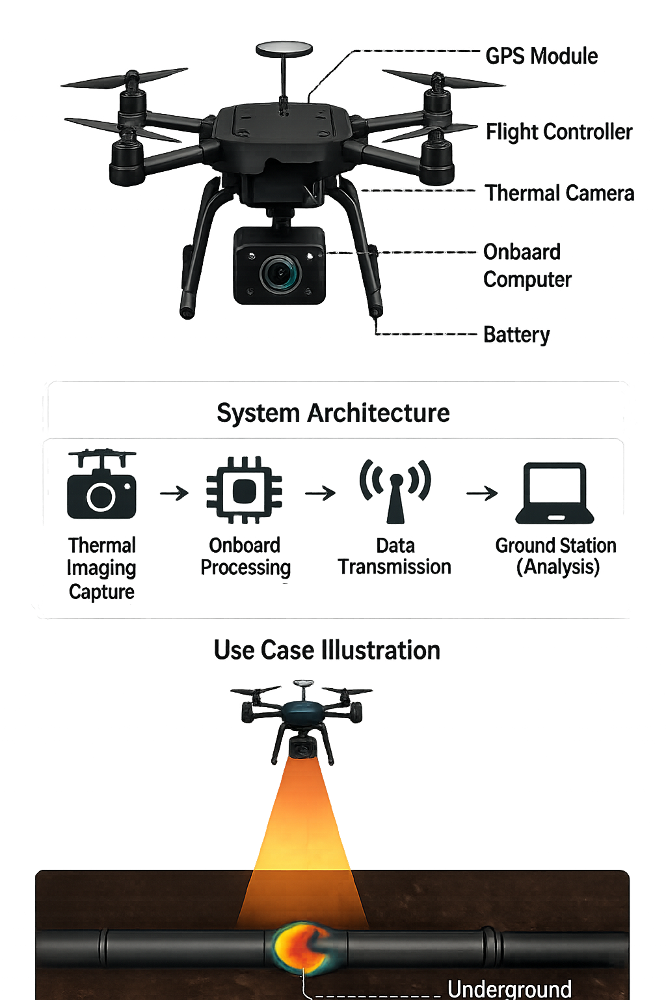 GPS Module
Flight Controller
Thermal Camera
Onbaard
Computer
Battery
System Architecture
Thermal
Imaging
Capture
Onboard
Processing
Data
Transmission
Ground Station
(Analysis)
Use Case Illustration
Underground